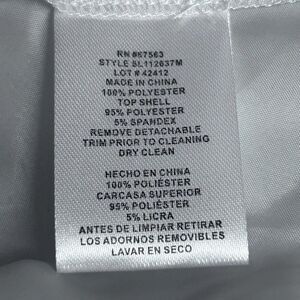 RN #67563
STYLE SL112037M
LOT # 42412
MADE IN CHINA
100% POLYESTER
TOP SHELL
95% POLYESTER
5% SPANDEX
REMOVE DETACHABLE
TRIM PRIOR TO CLEANING
DRY CLEAN
HECHO EN CHINA
100% POLIÉSTER
CARCASA SUPERIOR
95% POLIÉSTER
5% LICRA
ANTES DE LIMPIAR RETIRAR
LOS ADORNOS REMOVIBLES
LAVAR EN SECO